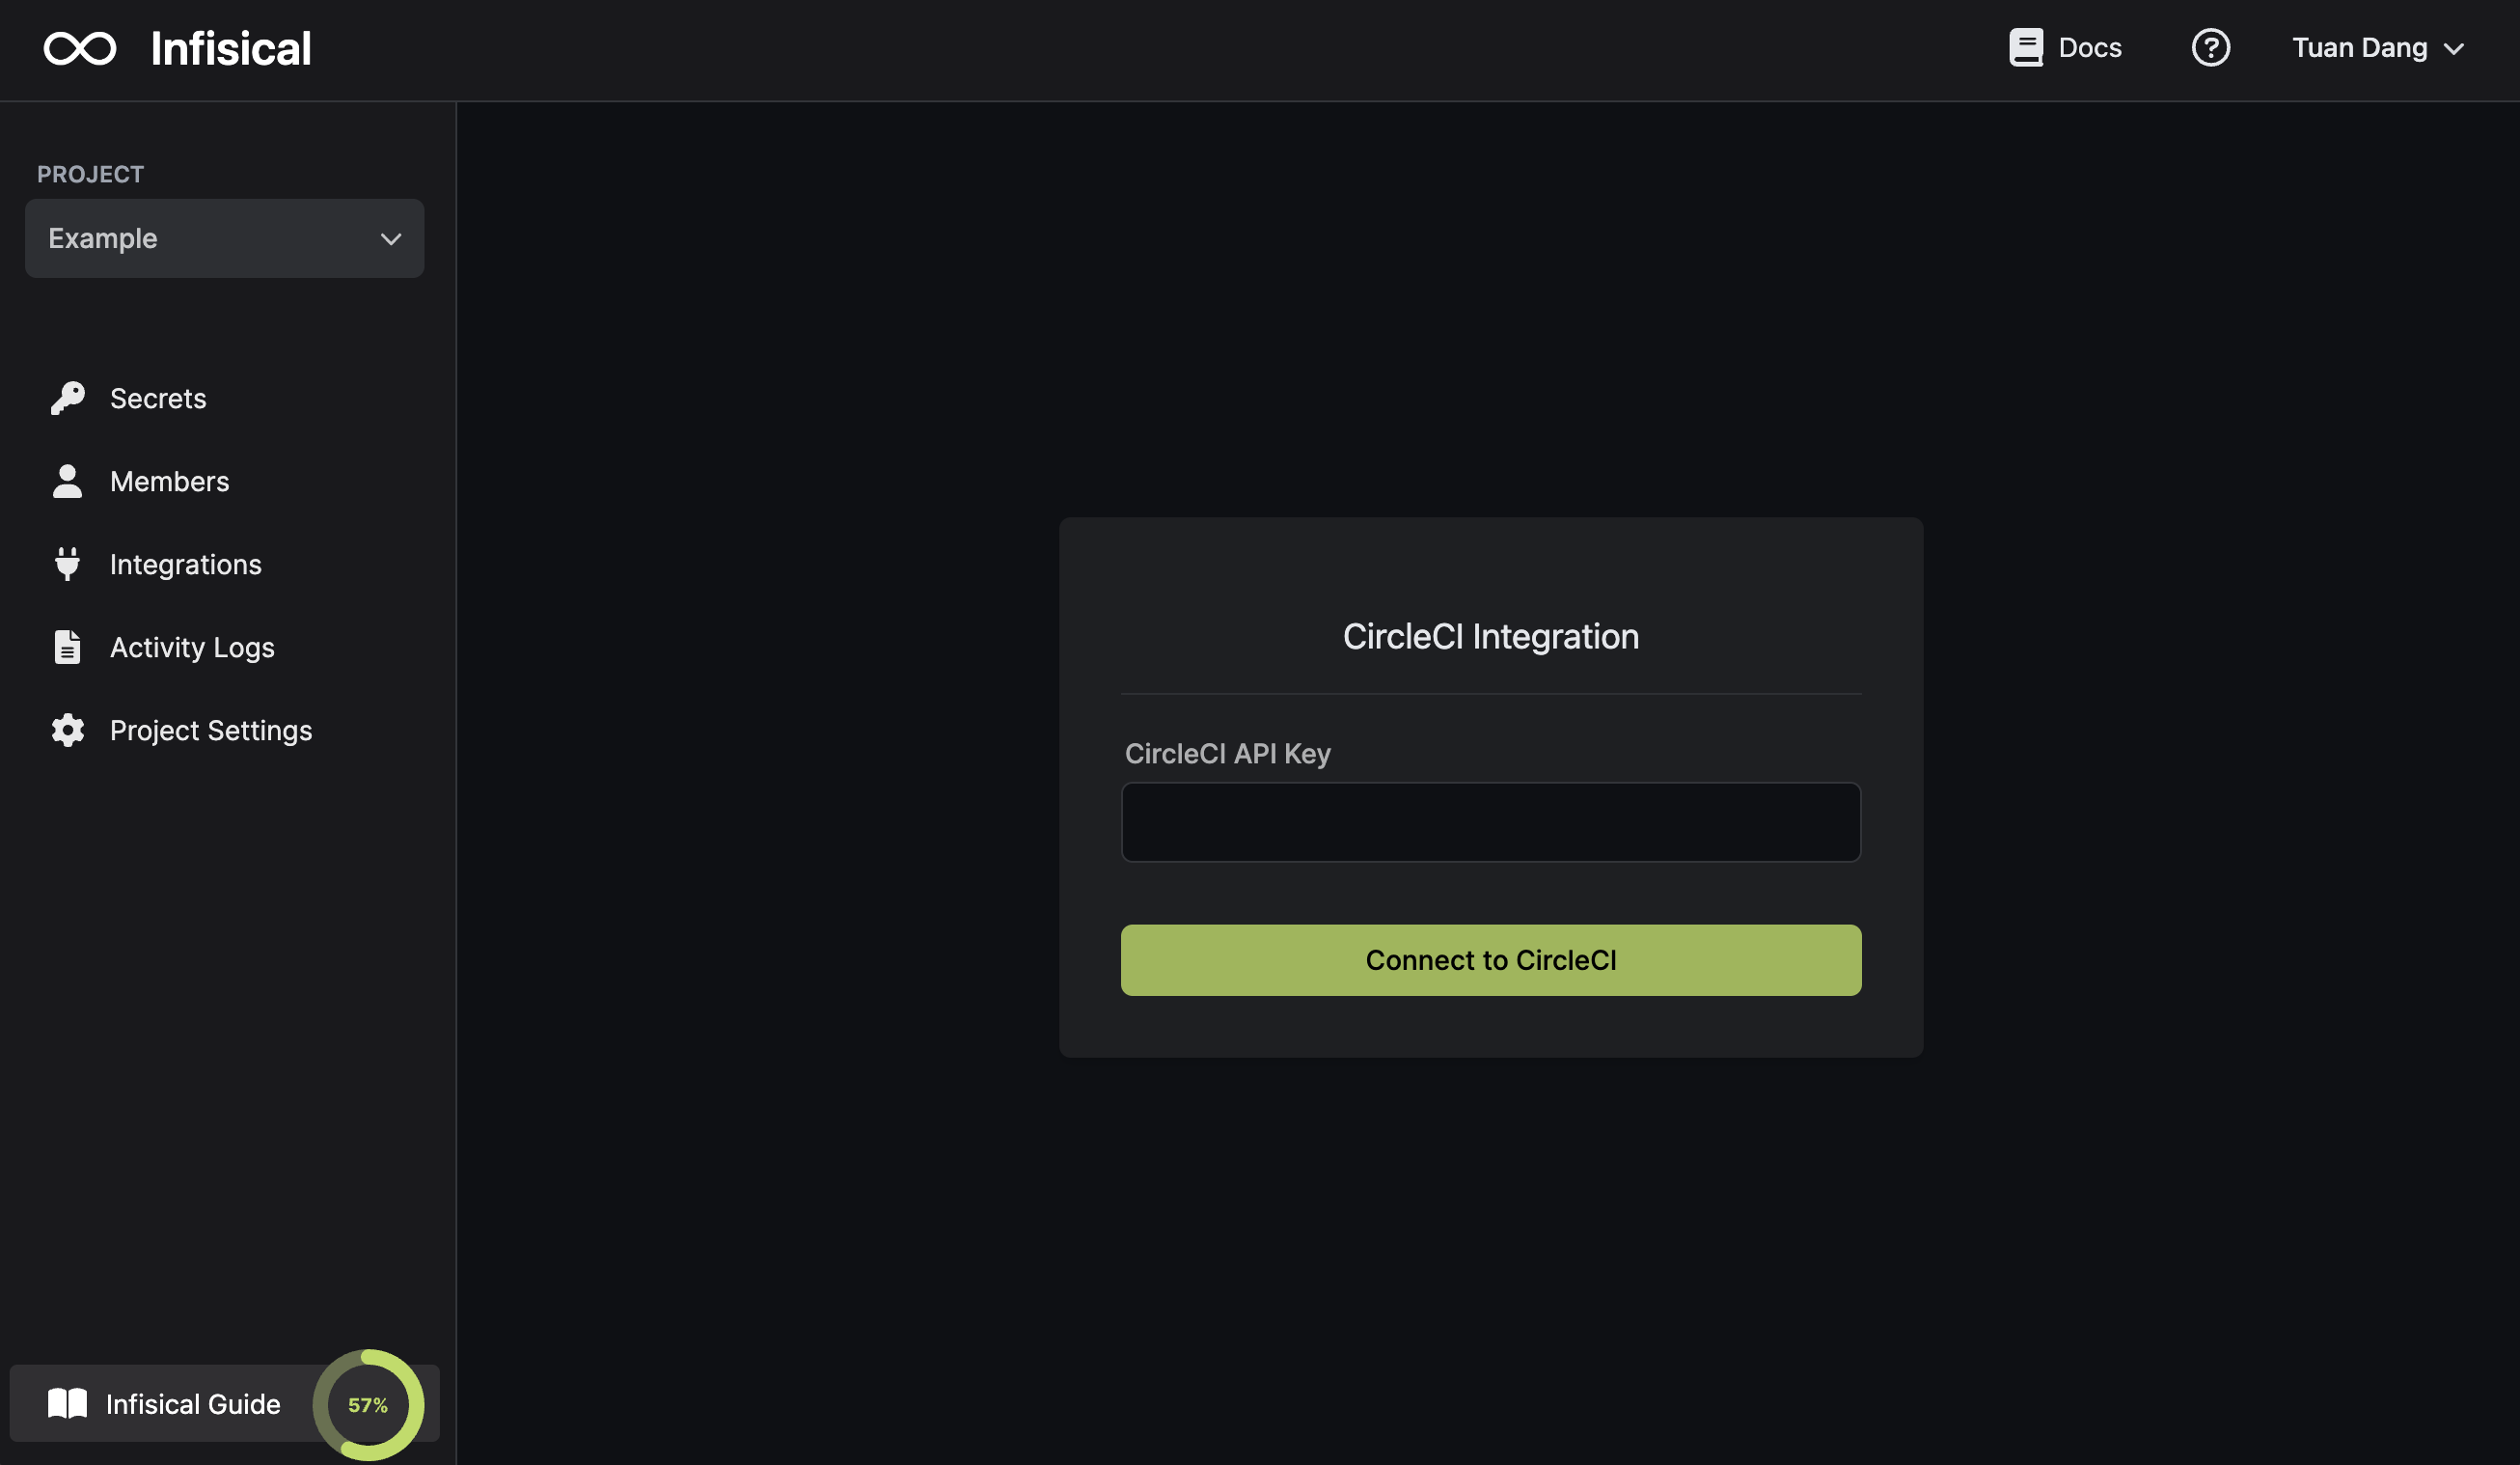 Infisical
Docs
Tuan Dang
PROJECT
Example
Secrets
Members
Integrations
Activity Logs
Project Settings
CircleCI Integration
CircleCI API Key
Connect to CircleCI
Infisical Guide
57%